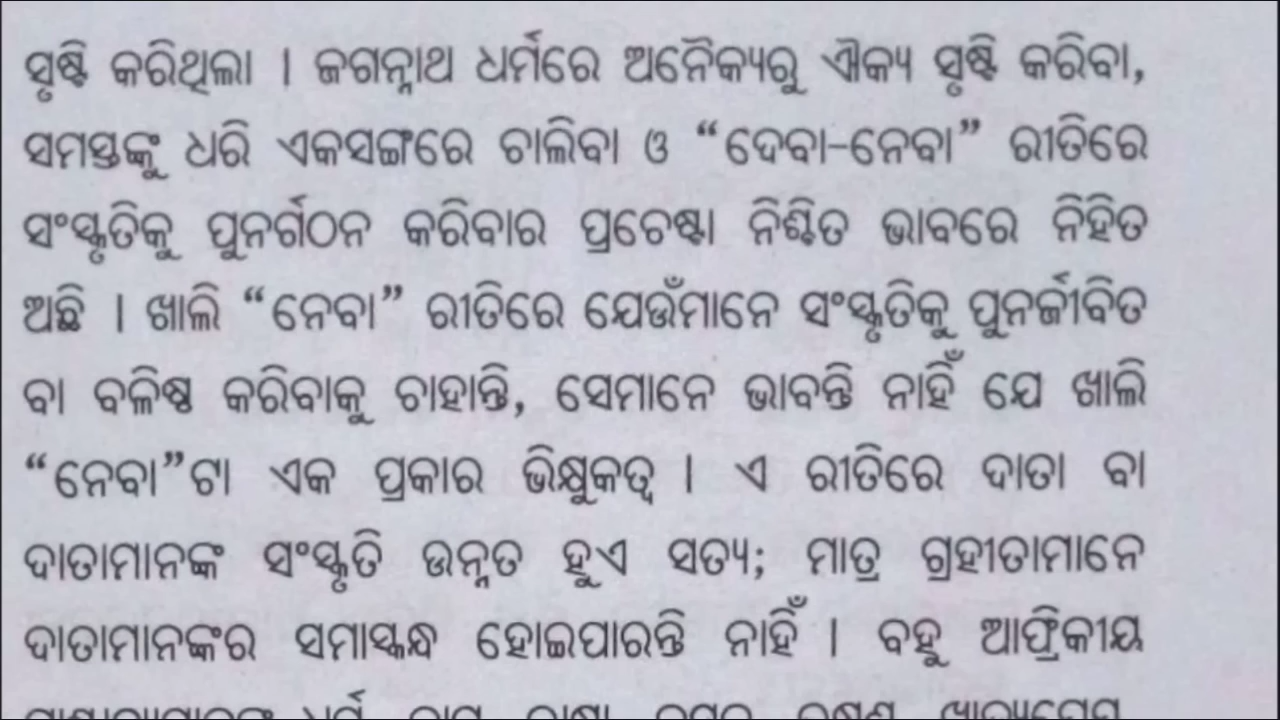 ସୃଷ୍ଟି କରିଥିଲା । ଜଗନ୍ନାଥ ଧର୍ମରେ ଅନୈକ୍ୟରୁ ଐକ୍ୟ ସୃଷ୍ଟି କରିବା,
ସମସ୍ତଙ୍କୁ ଧରି ଏକସଙ୍ଗରେ ଚାଲିବା ଓ “ଦେବା-ନେବା” ରୀତିରେ
ସଂସ୍କୃତିକୁ ପୁନର୍ଗଠନ କରିବାର ପ୍ରଚେଷ୍ଟା ନିଶ୍ଚିତ ଭାବରେ ନିହିତ
ଅଛି । ଖାଲି “ନେବା” ରୀତିରେ ଯେଉଁମାନେ ସଂସ୍କୃତିକୁ ପୁନର୍ଜୀବିତ
ବା ବଳିଷ୍ଠ କରିବାକୁ ଚାହାନ୍ତି, ସେମାନେ ଭାବନ୍ତି ନାହିଁ ଯେ ଖାଲି
“ନେବା”ଟା ଏକ ପ୍ରକାର ଭିକ୍ଷୁକତ୍ୱ । ଏ ରୀତିରେ ଦାତା ବା
ଦାତାମାନଙ୍କ ସଂସ୍କୃତି ଉନ୍ନତ ହୁଏ ସତ୍ୟ; ମାତ୍ର ଗ୍ରହୀତାମାନେ
ଦାତାମାନଙ୍କର ସମାସ୍କନ୍ଧ ହୋଇପାରନ୍ତି ନାହିଁ । ବହୁ ଆଫ୍ରିକୀୟ